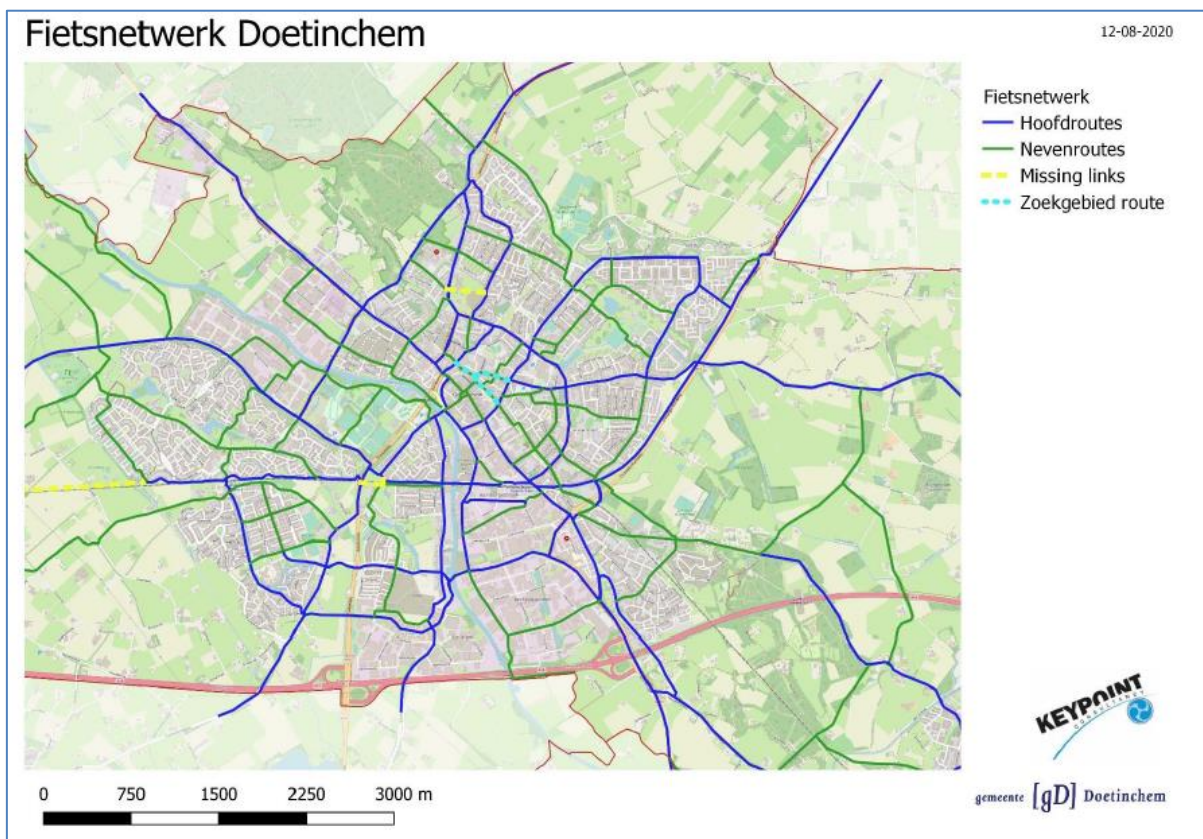 Fietsnetwerk Doetinchem
12-08-2020
Fietsnetwerk
Hoofdroutes
Nevenroutes
Missing links
Zoekgebied route
KEYPOINT
CONSULTANCY
gemeente [gD] Doetinchem
0 750 1500 2250 3000 m